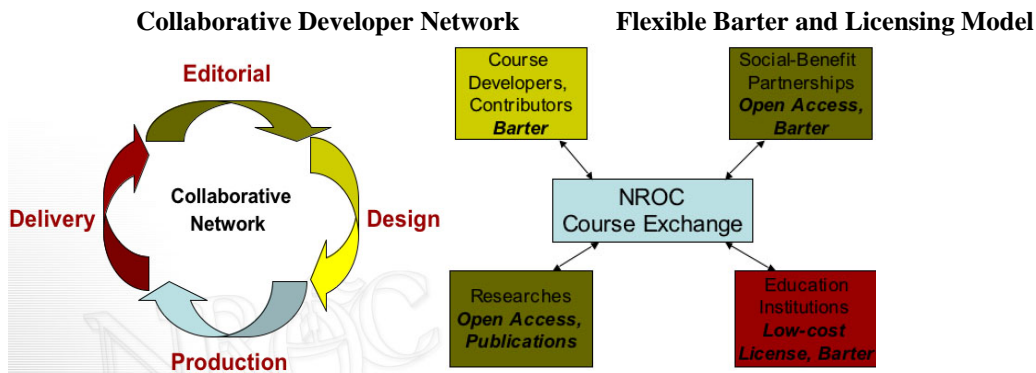 Collaborative Developer Network
Flexible Barter and Licensing Model
Editorial
Collaborative
Network
Delivery
Design
Production
NROC
Course
Developers,
Contributors
Barter
Social-Benefit
Partnerships
Open Access,
Barter
NROC
Course Exchange
Researches
Open Access,
Publications
Education
Institutions
Low-cost
License, Barter